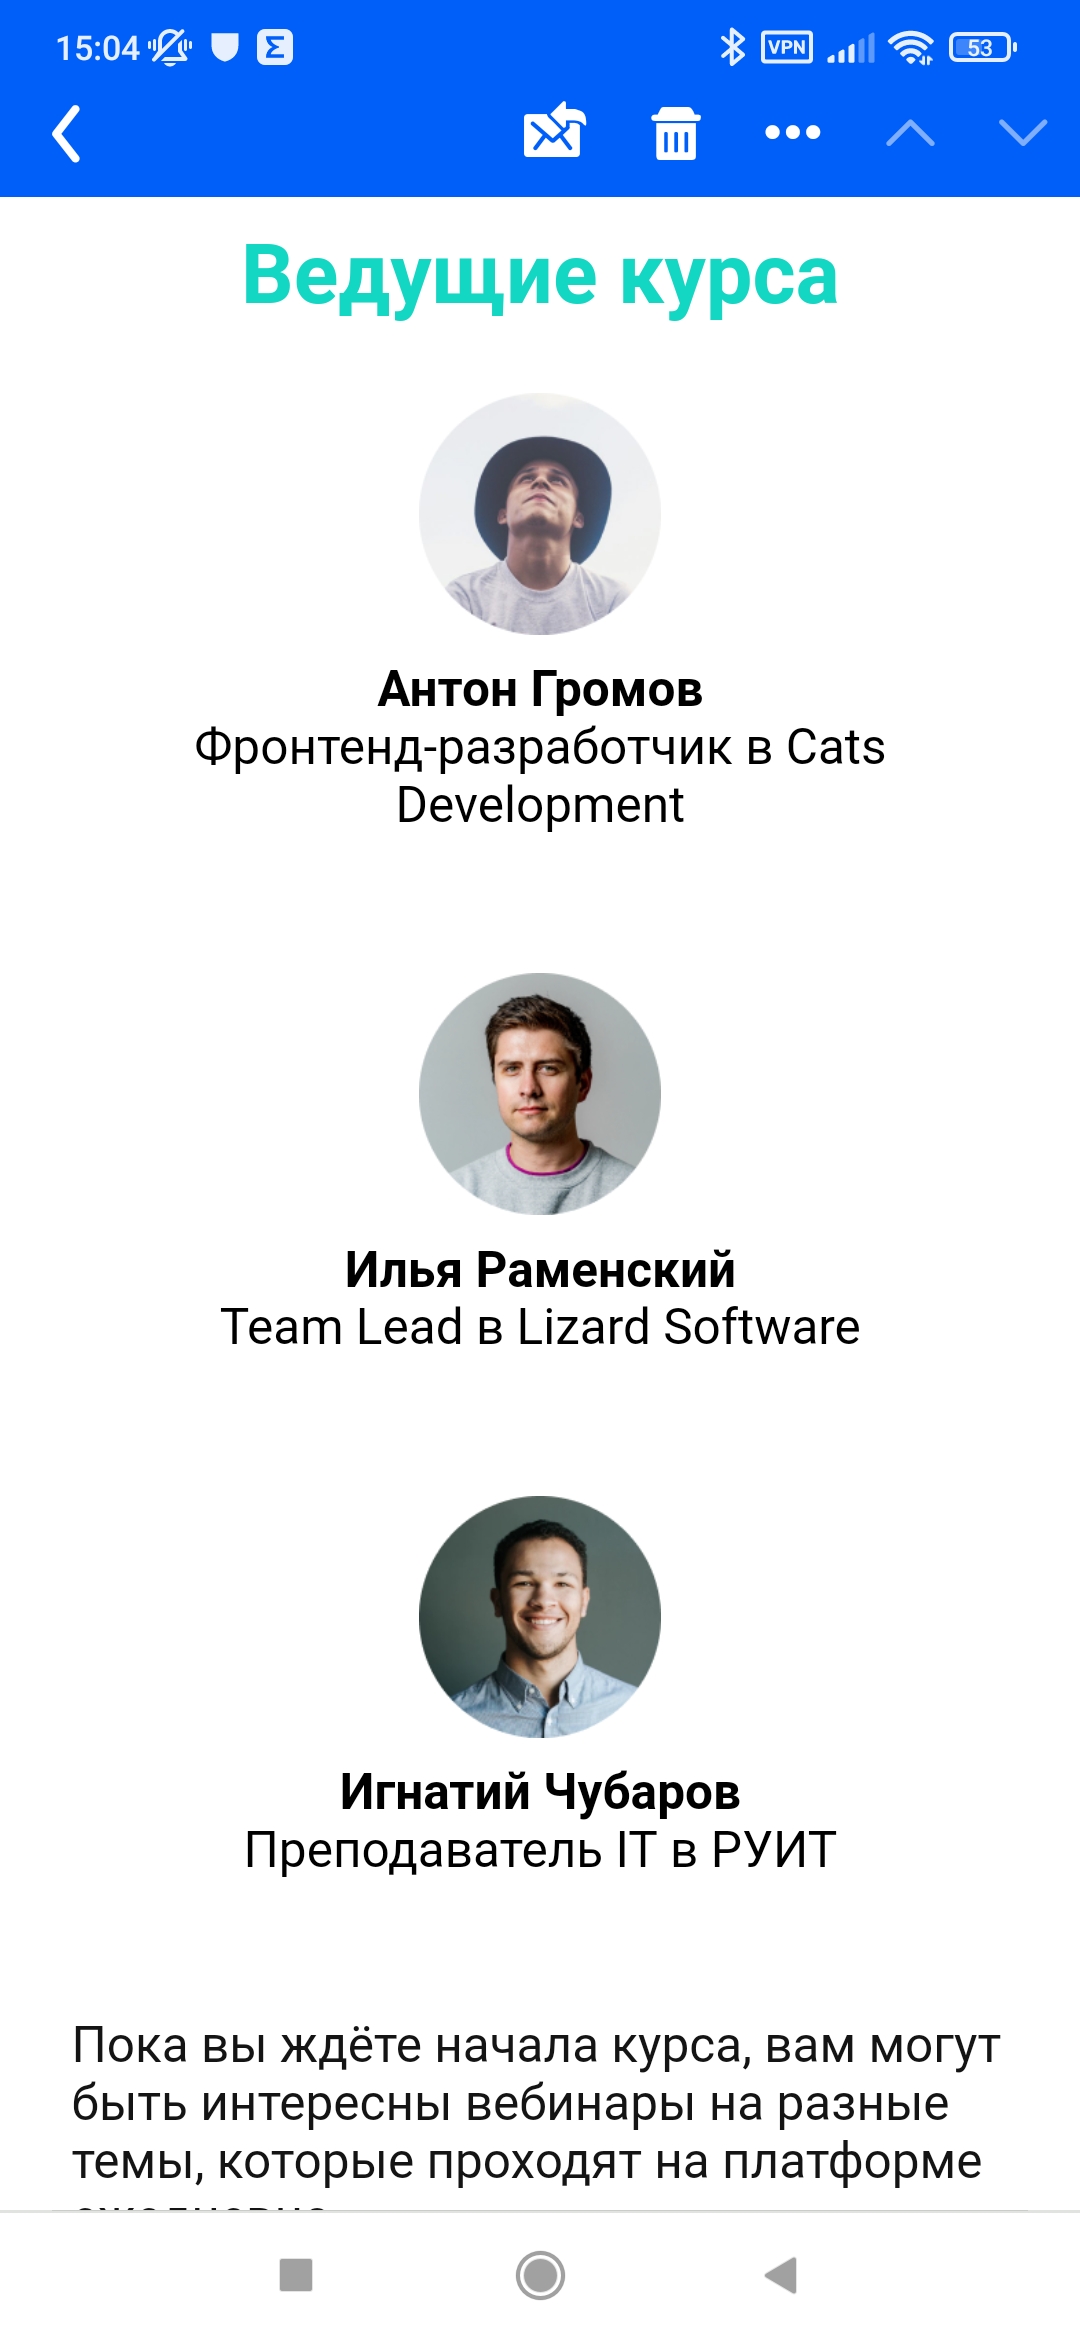 15:04
VPN
53
Ведущие курса
Антон Громов
Фронтенд-разработчик в Cats
Development
Илья Раменский
Team Lead в Lizard Software
Игнатий Чубаров
Преподаватель IT в РУИТ
Пока вы ждёте начала курса, вам могут
быть интересны вебинары на разные
темы, которые проходят на платформе